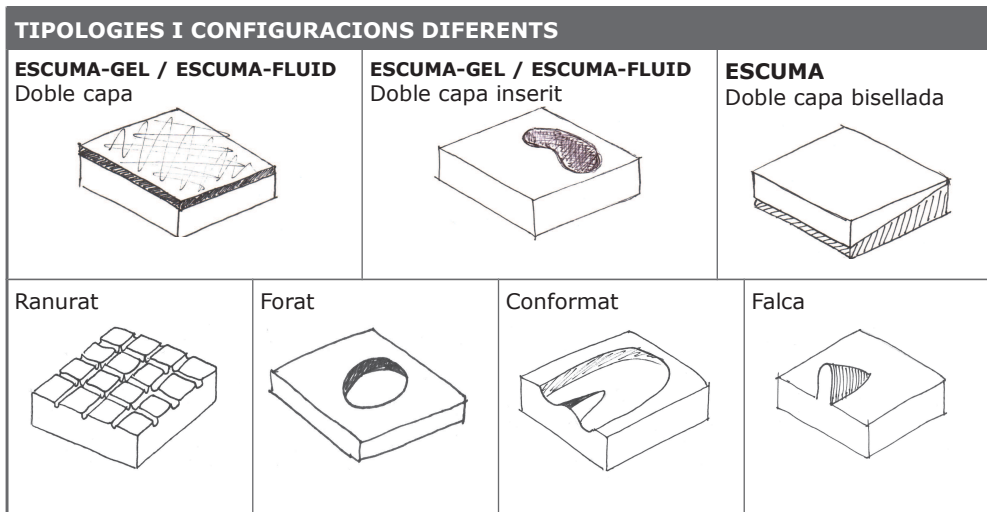 TIPOLOGIES I CONFIGURACIONS DIFERENTS
ESCUMA-GEL / ESCUMA-FLUID
Doble capa
ESCUMA-GEL / ESCUMA-FLUID
Doble capa inserit
ESCUMA
Doble capa bisellada
Ranurat
Forat
Conformat
Falca